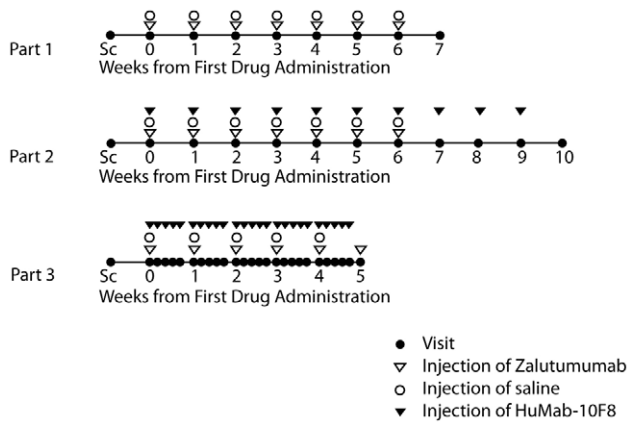 Part 1
Sc 0 1 2 3 4 5 6 7
Weeks from First Drug Administration
Part 2
Sc 0 1 2 3 4 5 6 7 8 9 10
Weeks from First Drug Administration
Part 3
Sc 0 1 2 3 4 5
Weeks from First Drug Administration
Visit
Injection of Zalutumumab
Injection of saline
Injection of HuMab-10F8